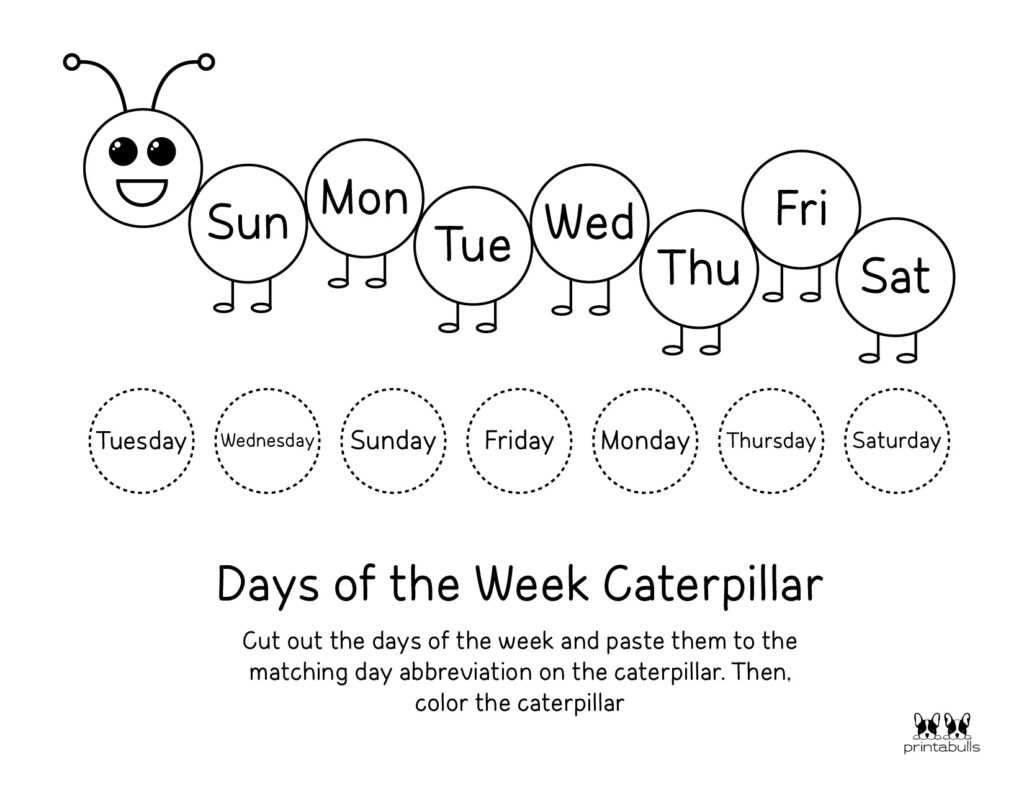 Sun Mon Tue Wed Thu Fri Sat
Tuesday Wednesday Sunday Friday Monday Thursday Saturday
Days of the Week Caterpillar
Cut out the days of the week and paste them to the
matching day abbreviation on the caterpillar. Then,
color the caterpillar
printabulls